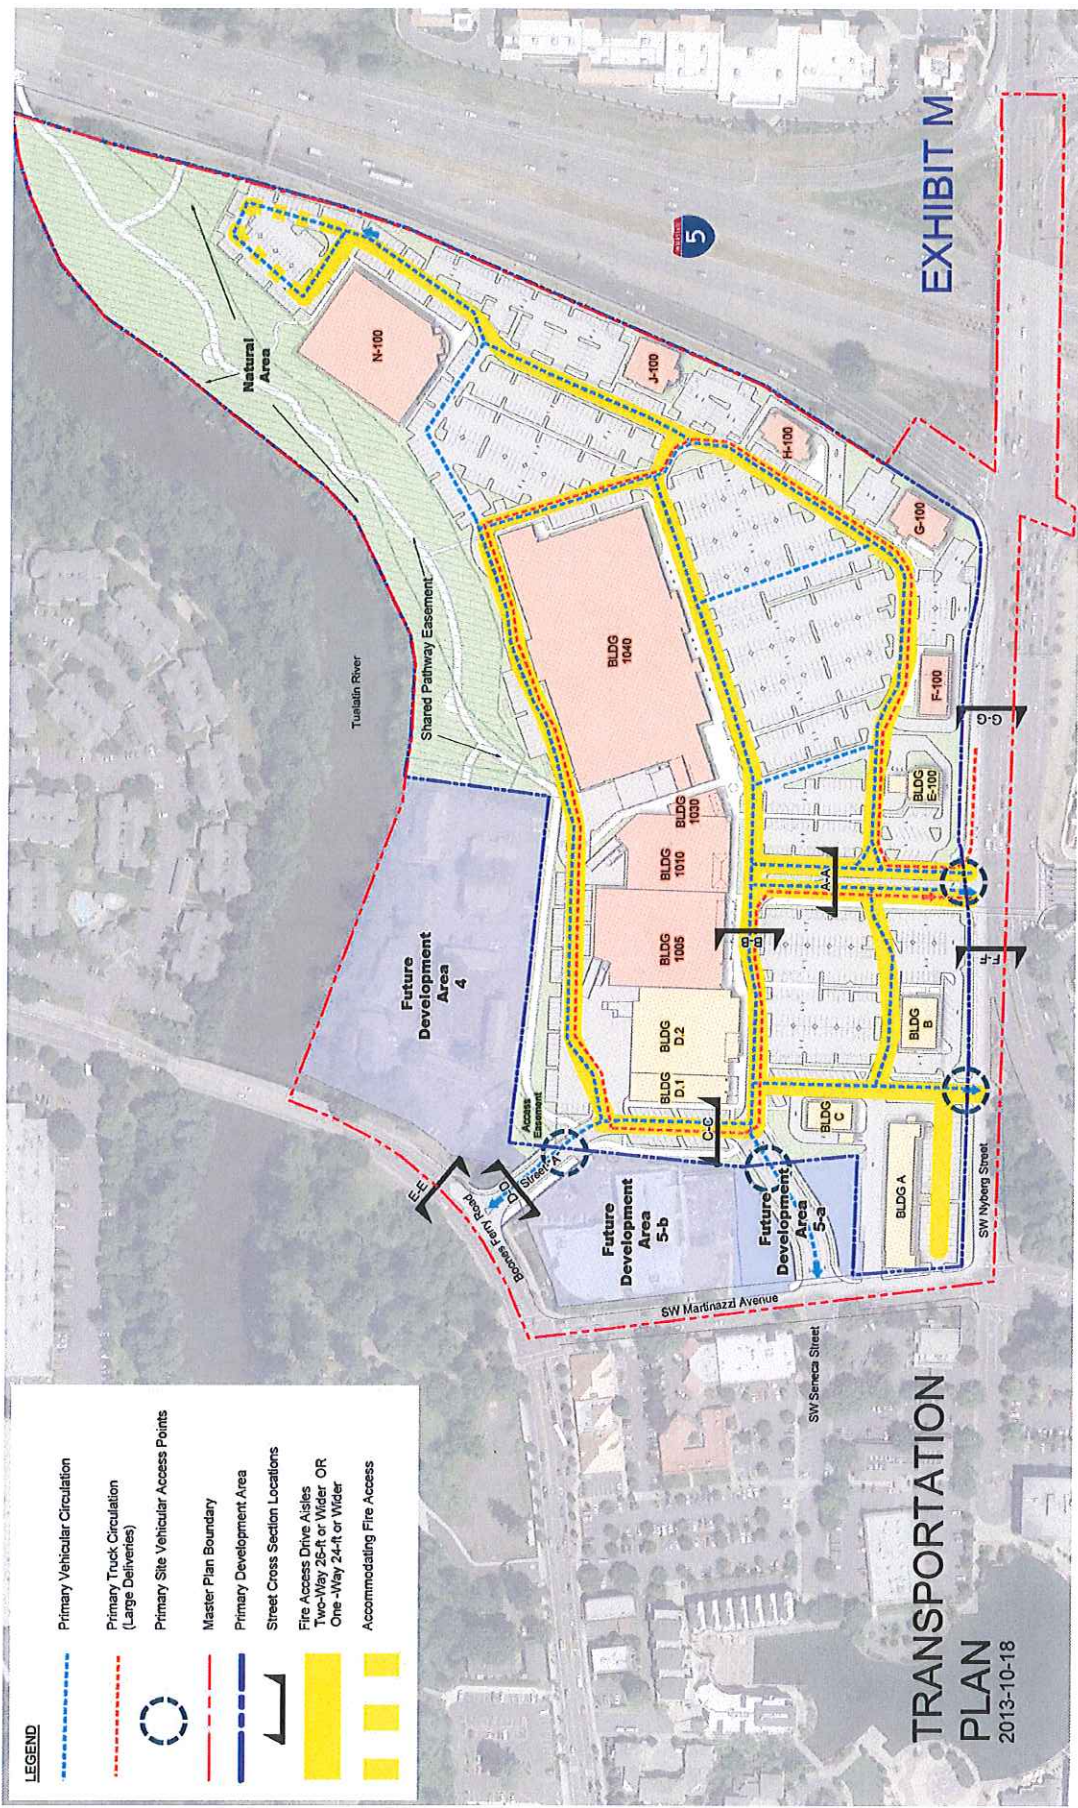 LEGEND
Primary Vehicular Circulation
Primary Truck Circulation
(Large Deliveries)
Primary Site Vehicular Access Points
Master Plan Boundary
Primary Development Area
Street Cross Section Locations
Fire Access Drive Aisles
Two-Way 26-ft or Wider OR
One -Way 24-ft or Wider
Accommodating Fire Access
TRANSPORTATION
PLAN
2013-10-18
EXHIBIT M
Natural
Area
Tualatin River
Shared Pathway Easement
Future
Development
Area
4
Access
Easement
Street "A"
Boones Ferry Road
E-E
D-D
Future
Development
Area
5-b
Future
Development
Area
5-a
SW Martinazzi Avenue
SW Seneca Street
SW Nyberg Street
N-100
J-100
H-100
G-100
F-100
BLDG
E-100
BLDG
1040
BLDG
1030
BLDG
1010
BLDG
1005
BLDG
D.2
BLDG
D.1
BLDG
C
BLDG
B
BLDG A
A-A
B-B
C-C
F-F
G-G
5